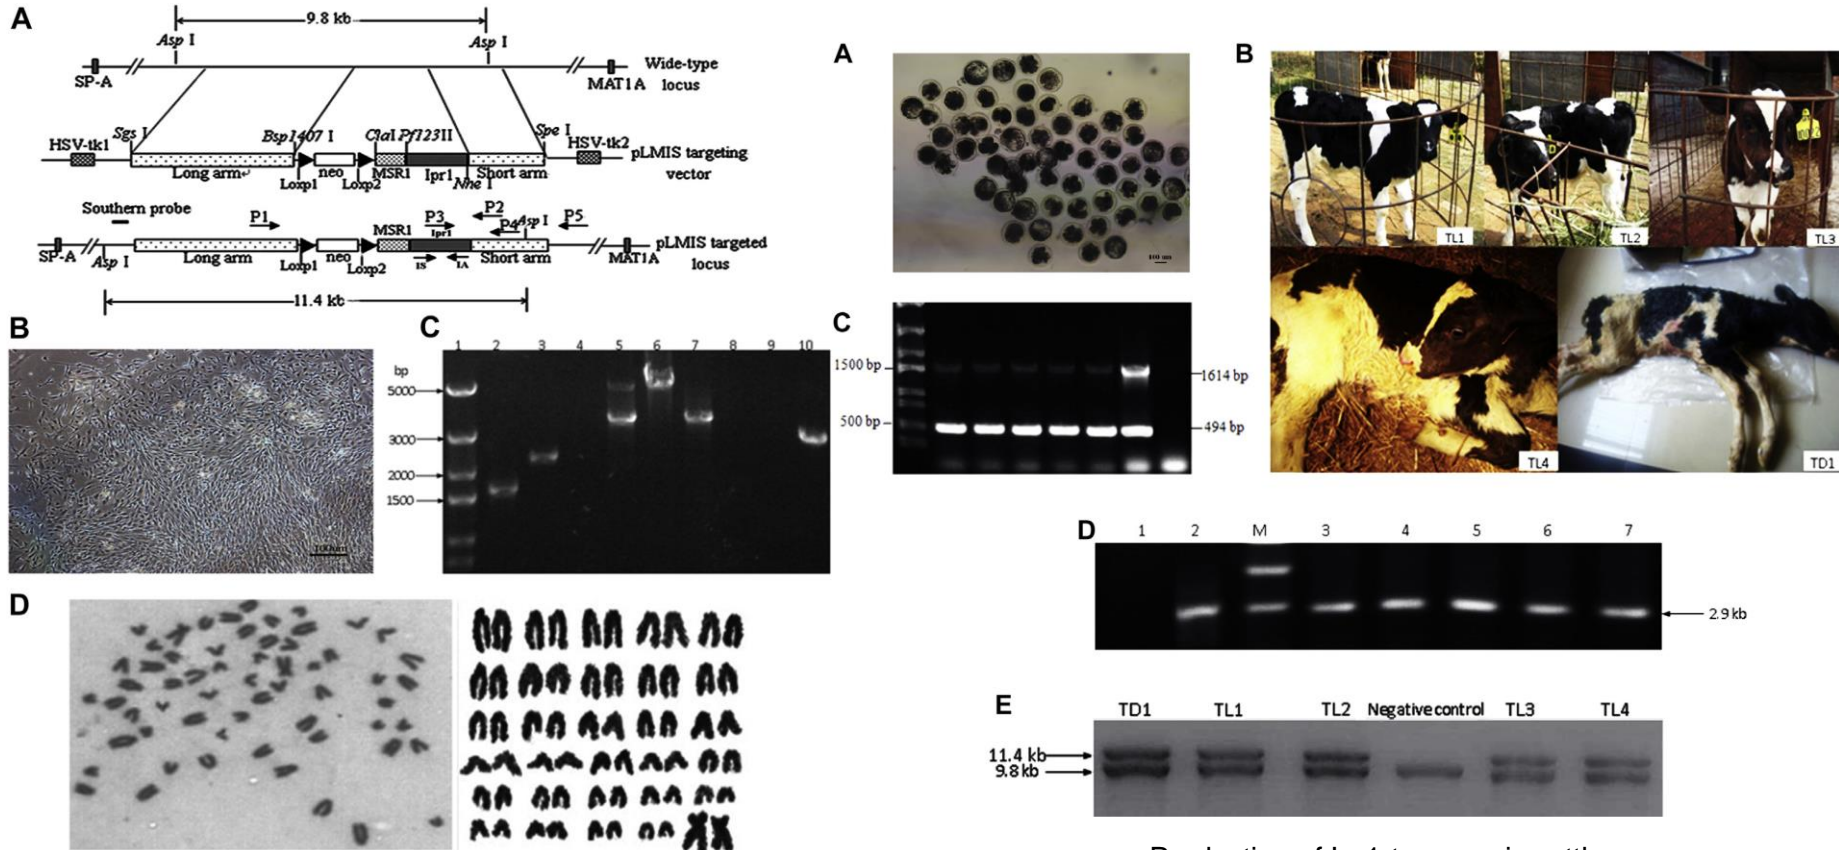 A
9.8 kb
Asp I
Asp I
SP-A
MAT1A
Wide-type
locus
Sgs I
Bsp1407 I
ClaI
Pf123II
Spe I
HSV-tk1
HSV-tk2
pLMIS targeting
vector
Long arm
Loxp1
neo
Loxp2
MSR1
Ipr1
Nhe I
Short arm
Southern probe
P1
P3
P2
P4
Asp I
P5
MSR1
Ipr1
SP-A
Asp I
Long arm
Loxp1
neo
Loxp2
IS
IA
Short arm
MAT1A
pLMIS targeted
locus
11.4 kb
B
100um
C
1 2 3 4 5 6 7 8 9 10
bp
5000
3000
2000
1500
D
A
B
TL1
TL2
TL3
TL4
TD1
C
1500 bp
500 bp
1614 bp
494 bp
D
1 2 M 3 4 5 6 7
2.9 kb
E
TD1 TL1 TL2 Negative control TL3 TL4
11.4 kb
9.8 kb